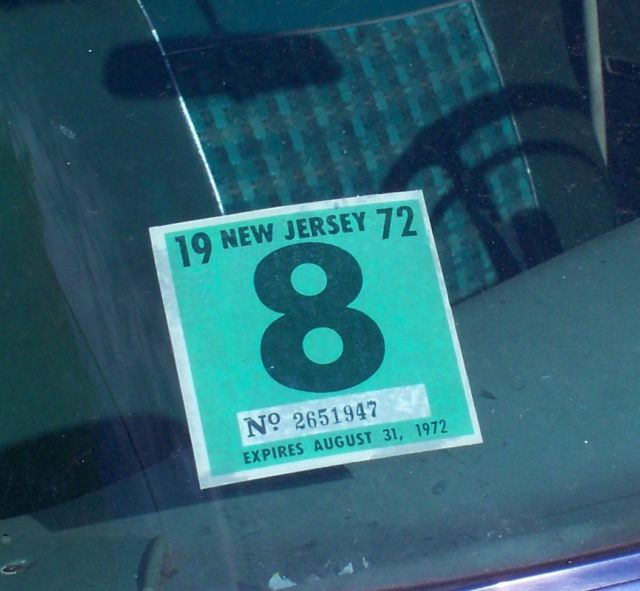 19 NEW JERSEY 72
8
Nº 2651947
EXPIRES AUGUST 31, 1972